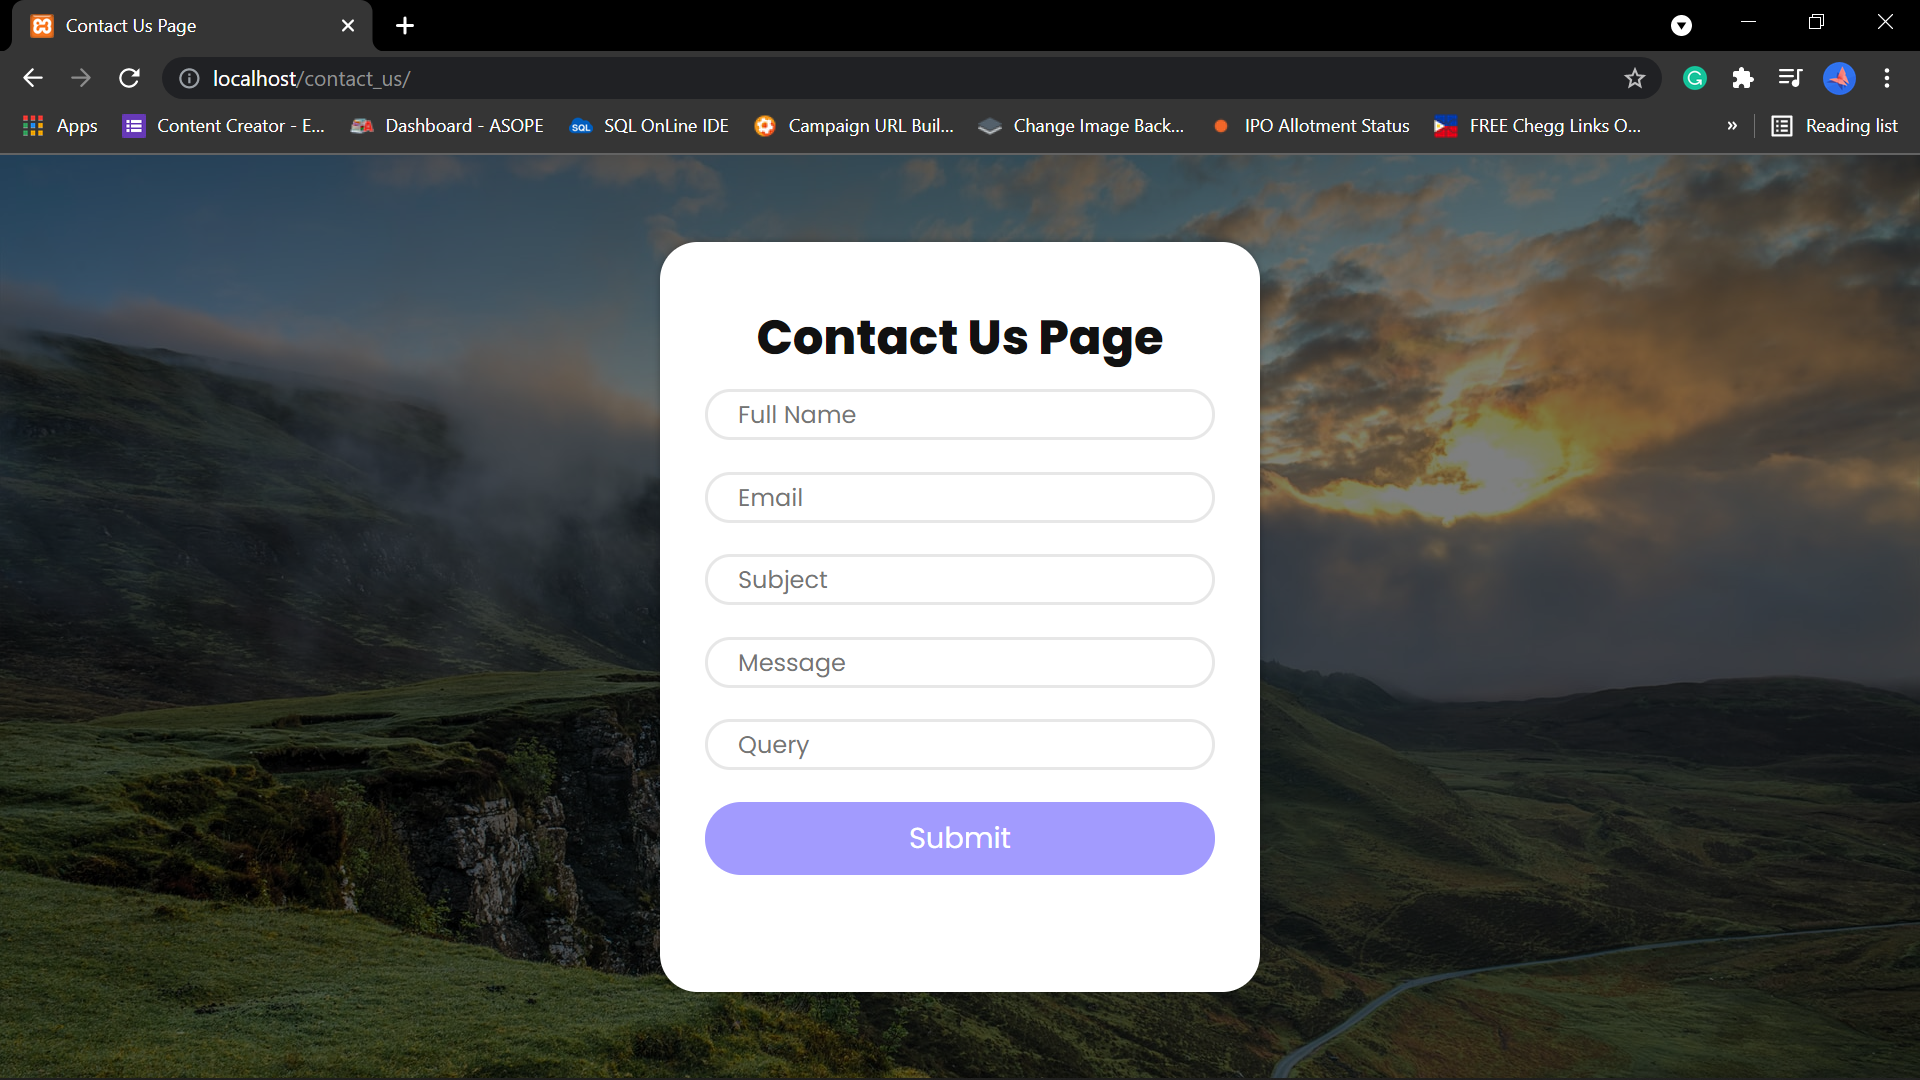 Contact Us Page
localhost/contact_us/
Apps Content Creator - E... Dashboard - ASOPE SQL SQL OnLine IDE Campaign URL Buil... Change Image Back... IPO Allotment Status FREE Chegg Links O... » Reading list
Contact Us Page
Full Name
Email
Subject
Message
Query
Submit